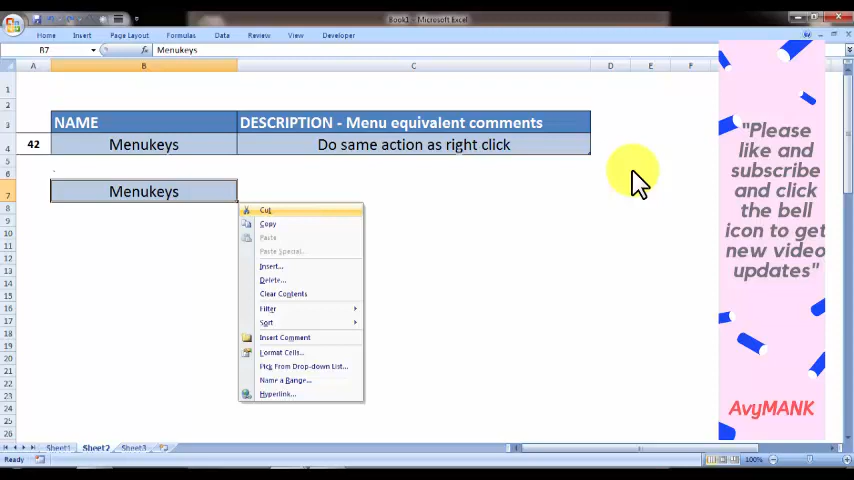 Book1 - Microsoft Excel
Home Insert Page Layout Formulas Data Review View Developer
B7 fx Menukeys
A B C D E F
1
2
3 NAME DESCRIPTION - Menu equivalent comments
4 42 Menukeys Do same action as right click
5
6
7 Menukeys
8
9
10
11
12
13
14
15
16
17
18
19
20
21
22
23
24
25
26
Cut
Copy
Paste
Paste Special...
Insert...
Delete...
Clear Contents
Filter
Sort
Insert Comment
Format Cells...
Pick From Drop-down List...
Name a Range...
Hyperlink...
"Please
like and
subscribe
and click
the bell
icon to get
new video
updates"
AvyMANK
Sheet1 Sheet2 Sheet3
Ready 100%